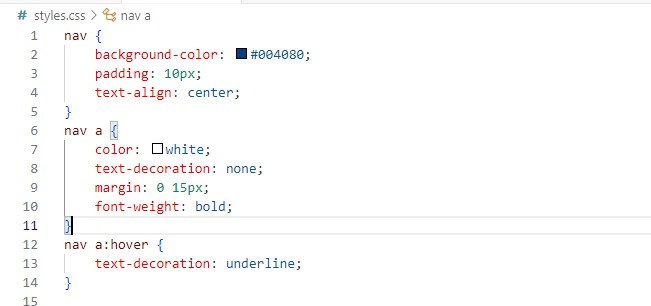 # styles.css > nav a
1 nav {
2     background-color: #004080;
3     padding: 10px;
4     text-align: center;
5 }
6 nav a {
7     color: white;
8     text-decoration: none;
9     margin: 0 15px;
10     font-weight: bold;
11 }
12 nav a:hover {
13     text-decoration: underline;
14 }
15